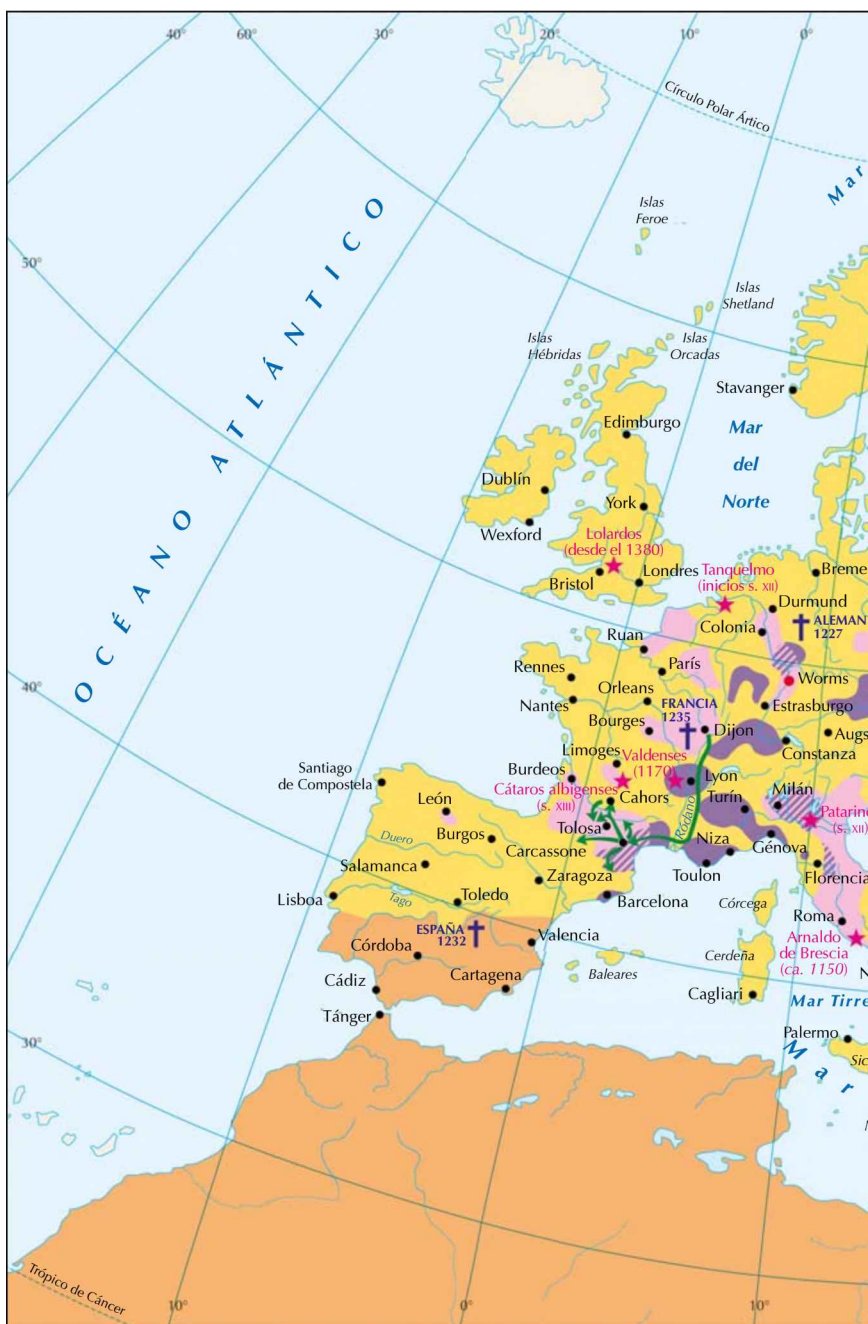 40°
60°
30°
20°
10°
0°
Círculo Polar Ártico
Mar
Islas
Feroe
50°
OCÉANO ATLÁNTICO
Islas
Shetland
Islas
Hébridas
Islas
Orcadas
Stavanger
Edimburgo
Mar
del
Norte
Dublín
York
Wexford
Lolardos
(desde el 1380)
Tanquelmo
(inicios s. XII)
Breme
Bristol
Londres
Durmund
Colonia
ALEMAN
1227
Ruan
París
Rennes
Worms
Orleans
Nantes
FRANCIA
1235
Estrasburgo
Bourges
Dijon
Augs
Constanza
Limoges
Valdenses
(1170)
Santiago
de Compostela
Burdeos
Lyon
Cátaros albigenses
(s. XIII)
Milán
León
Cahors
Turín
Patarino
(s. XII)
Ródano
Burgos
Tolosa
Duero
Niza
Génova
Carcassone
Salamanca
Zaragoza
Toulon
Florencia
Lisboa
Tago
Toledo
Barcelona
Córcega
Roma
ESPAÑA
1232
Valencia
Arnaldo
de Brescia
(ca. 1150)
Córdoba
Cerdeña
Baleares
Cádiz
Cartagena
Cagliari
N
Mar Tirre
Tánger
Palermo
40°
30°
Mar
Sic
Trópico de Cáncer
10°
0°
10°